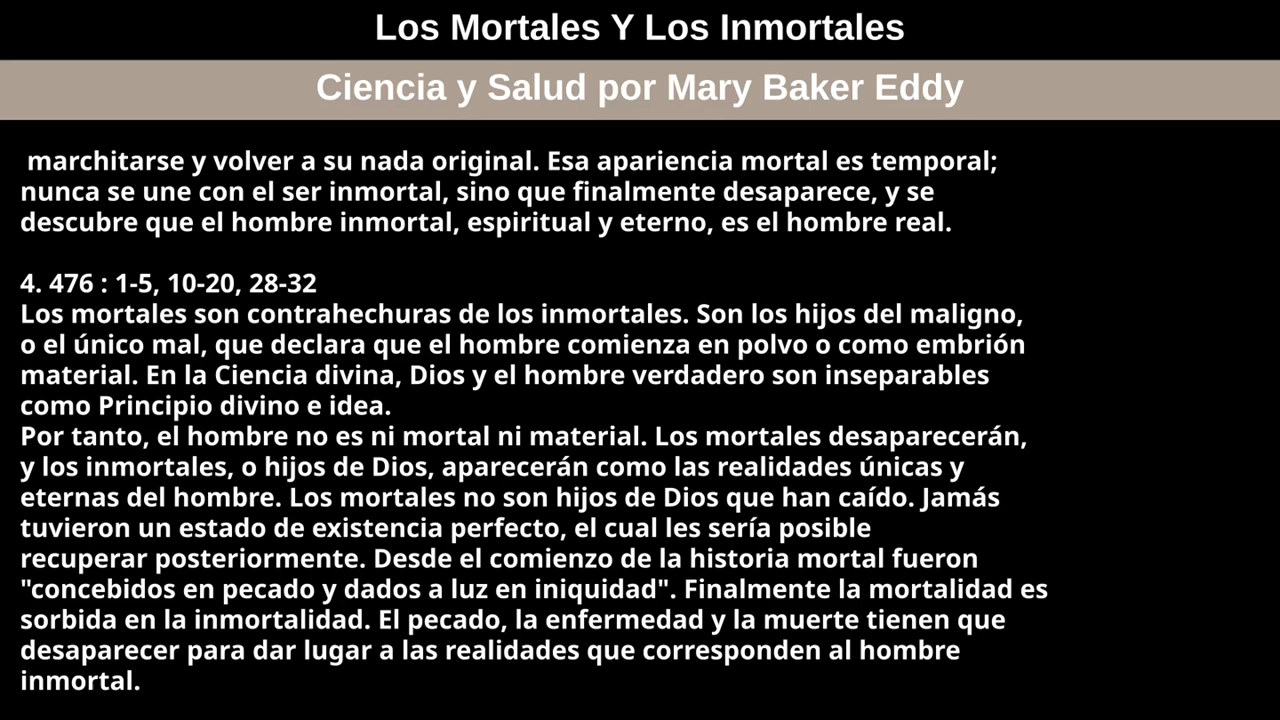 Los Mortales Y Los Inmortales
Ciencia y Salud por Mary Baker Eddy
marchitarse y volver a su nada original. Esa apariencia mortal es temporal;
nunca se une con el ser inmortal, sino que finalmente desaparece, y se
descubre que el hombre inmortal, espiritual y eterno, es el hombre real.
4. 476 : 1-5, 10-20, 28-32
Los mortales son contrahechuras de los inmortales. Son los hijos del maligno,
o el único mal, que declara que el hombre comienza en polvo o como embrión
material. En la Ciencia divina, Dios y el hombre verdadero son inseparables
como Principio divino e idea.
Por tanto, el hombre no es ni mortal ni material. Los mortales desaparecerán,
y los inmortales, o hijos de Dios, aparecerán como las realidades únicas y
eternas del hombre. Los mortales no son hijos de Dios que han caído. Jamás
tuvieron un estado de existencia perfecto, el cual les sería posible
recuperar posteriormente. Desde el comienzo de la historia mortal fueron
"concebidos en pecado y dados a luz en iniquidad". Finalmente la mortalidad es
sorbida en la inmortalidad. El pecado, la enfermedad y la muerte tienen que
desaparecer para dar lugar a las realidades que corresponden al hombre
inmortal.